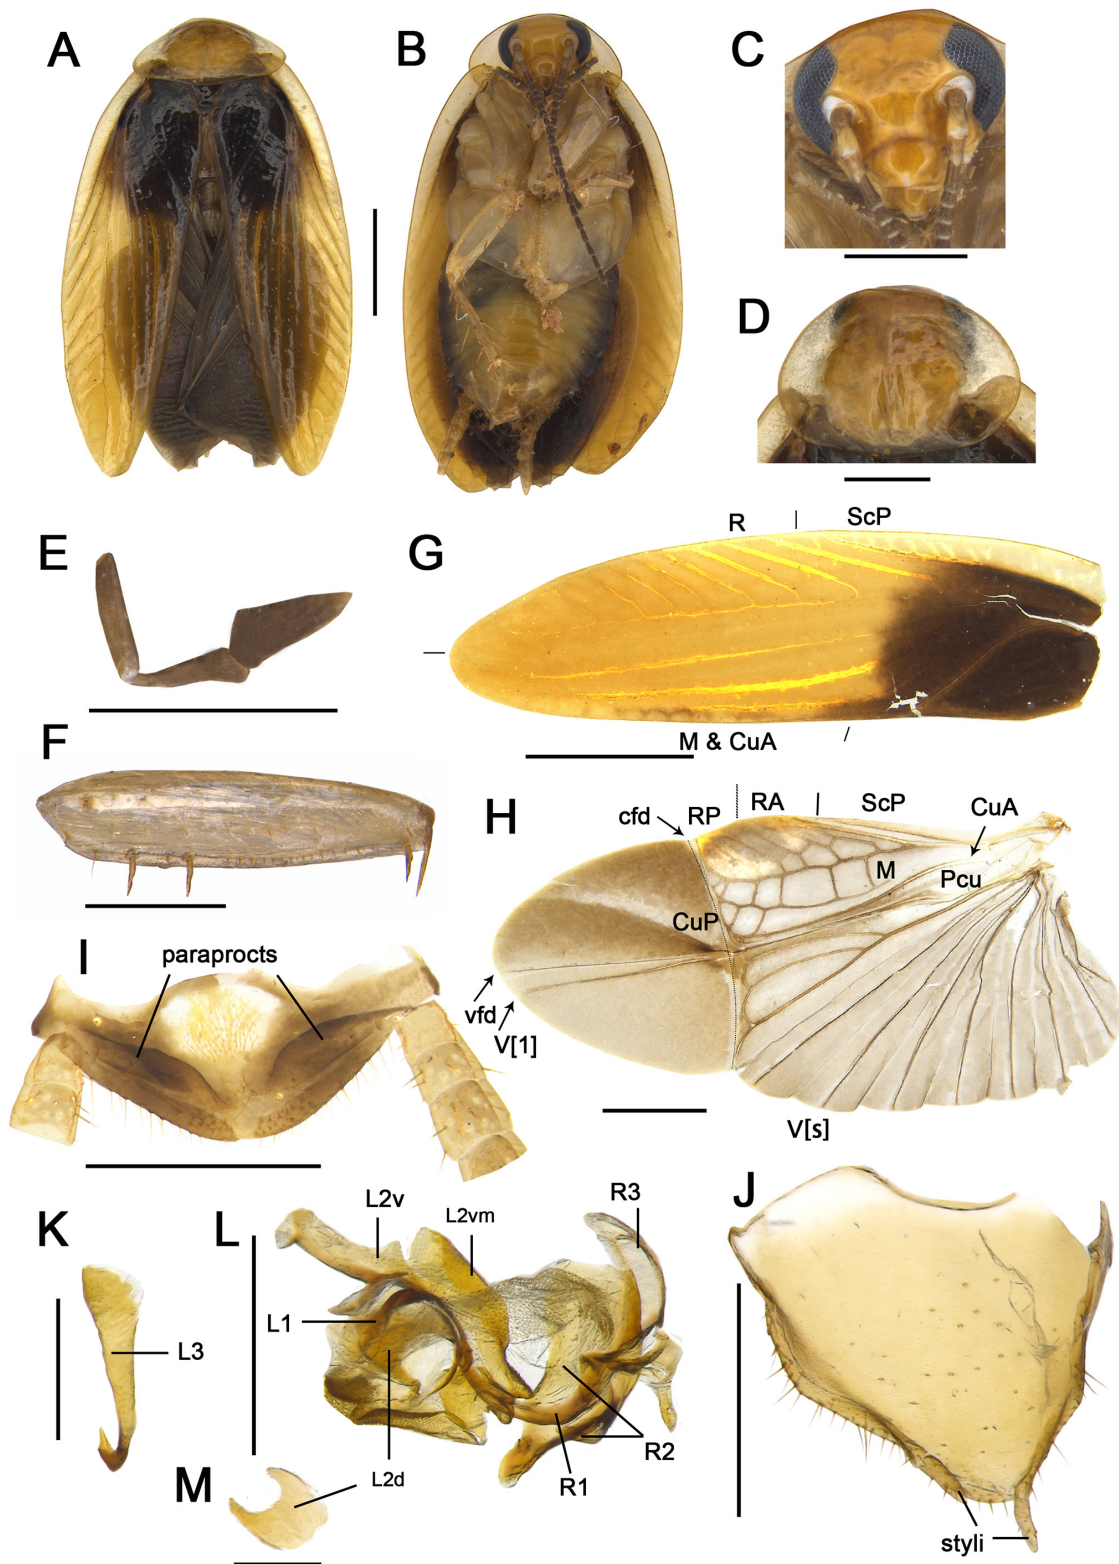 A
B
C
D
E
F
G
R
ScP
M & CuA
H
cfd
RP
RA
ScP
CuA
M
Pcu
CuP
vfd
V[1]
V[s]
I
paraprocts
J
styli
K
L3
L
L2v
L2vm
R3
L1
R2
R1
M
L2d